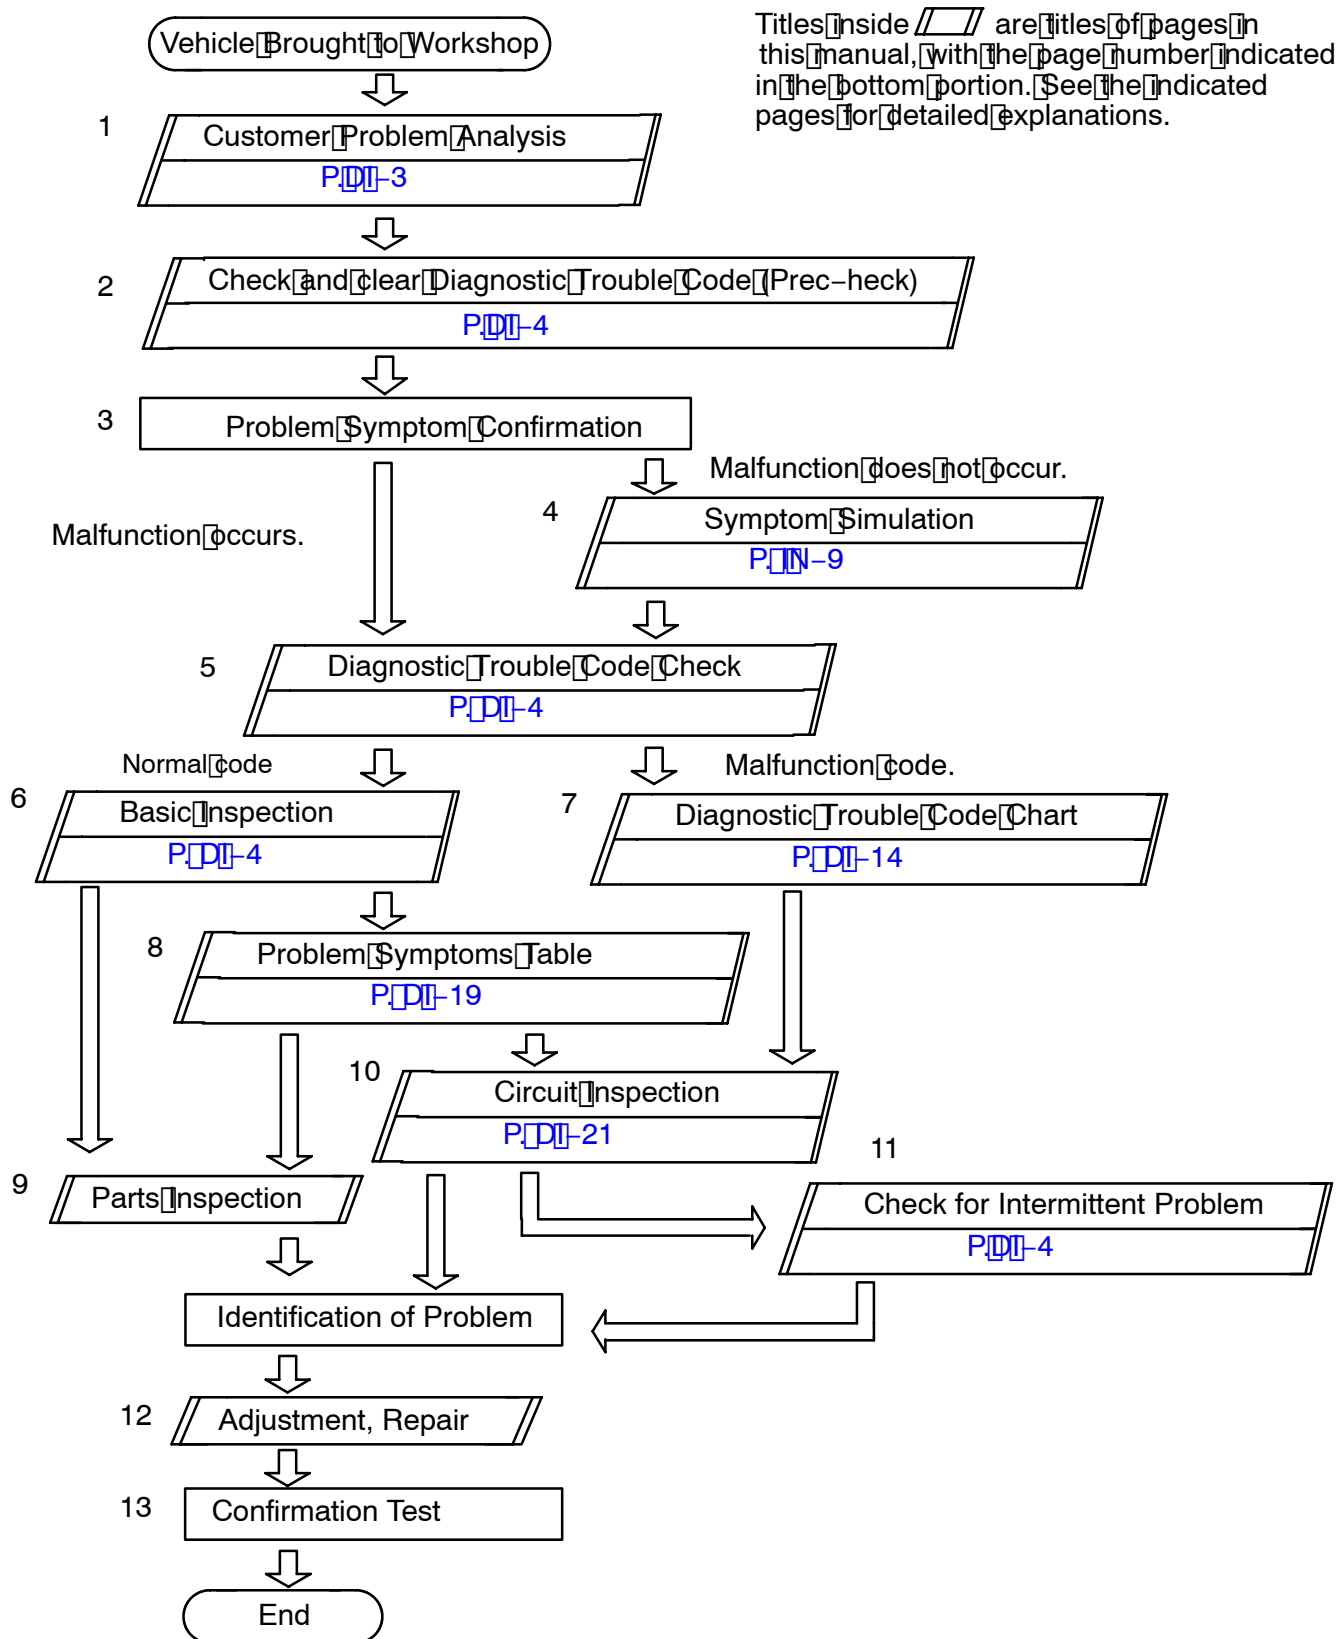 Vehicle Brought to Workshop
Titles inside are titles of pages in
this manual, with the page number indicated
in the bottom portion. See the indicated
pages for detailed explanations.
1
Customer Problem Analysis
P. DI–3
2
Check and clear Diagnostic Trouble Code (Prec–heck)
P. DI–4
3
Problem Symptom Confirmation
Malfunction occurs.
Malfunction does not occur.
4
Symptom Simulation
P. IN–9
5
Diagnostic Trouble Code Check
P. DI–4
Normal code
Malfunction code.
6
Basic Inspection
P. DI–4
7
Diagnostic Trouble Code Chart
P. DI–14
8
Problem Symptoms Table
P. DI–19
10
Circuit Inspection
P. DI–21
9
Parts Inspection
11
Check for Intermittent Problem
P. DI–4
Identification of Problem
12
Adjustment, Repair
13
Confirmation Test
End